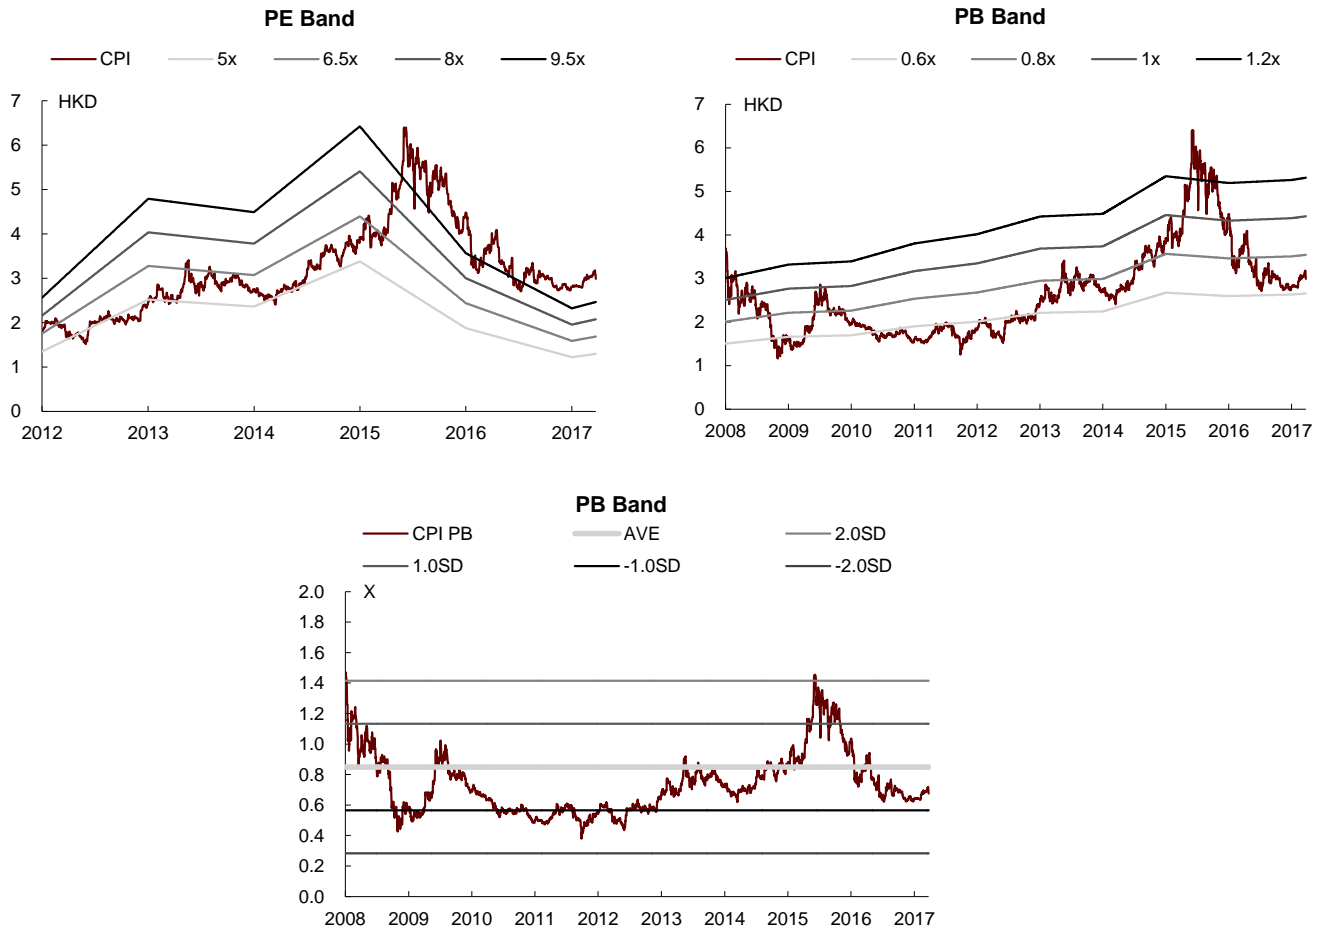 PE Band
CPI 5x 6.5x 8x 9.5x
HKD
7
6
5
4
3
2
1
0
2012 2013 2014 2015 2016 2017
PB Band
CPI 0.6x 0.8x 1x 1.2x
HKD
7
6
5
4
3
2
1
0
2008 2009 2010 2011 2012 2013 2014 2015 2016 2017
PB Band
CPI PB AVE 2.0SD
1.0SD -1.0SD -2.0SD
X
2.0
1.8
1.6
1.4
1.2
1.0
0.8
0.6
0.4
0.2
0.0
2008 2009 2010 2011 2012 2013 2014 2015 2016 2017